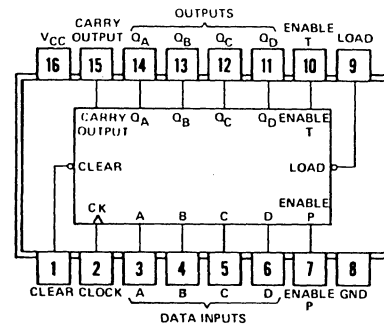 OUTPUTS
VCC CARRY OUTPUT QA QB QC QD ENABLE T LOAD
16 15 14 13 12 11 10 9
CARRY OUTPUT QA QB QC QD ENABLE T
CLEAR LOAD
CK A B C D ENABLE P
1 2 3 4 5 6 7 8
CLEAR CLOCK A B C D ENABLE P GND
DATA INPUTS